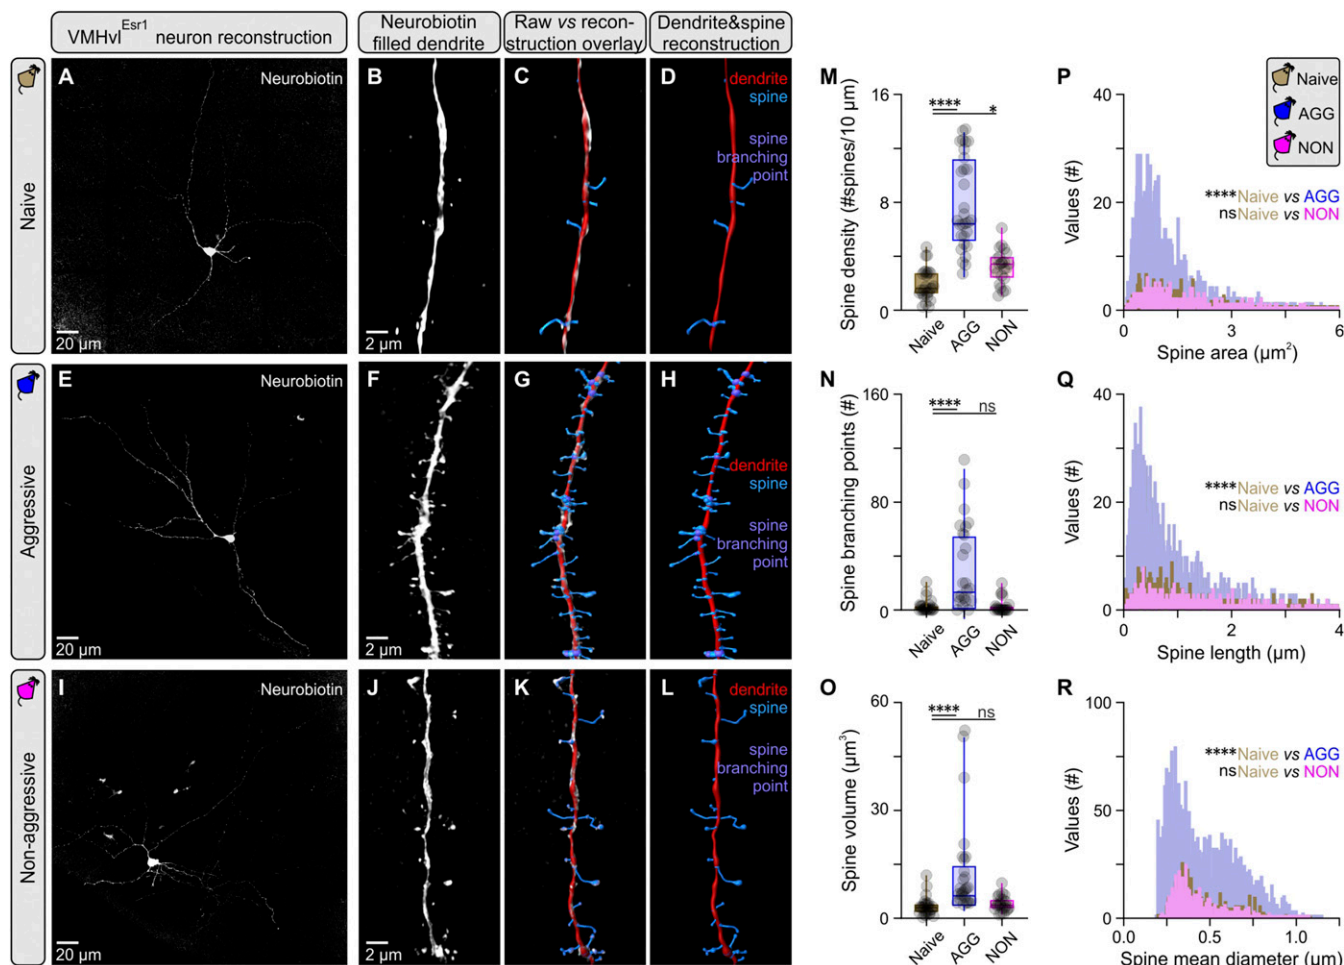 VMHvl^Esr1 neuron reconstruction
Neurobiotin
filled dendrite
Raw vs recon-
struction overlay
Dendrite&spine
reconstruction
Naive
A
Neurobiotin
20 µm
B
2 µm
C
D
dendrite
spine
spine
branching
point
Aggressive
E
Neurobiotin
20 µm
F
2 µm
G
H
dendrite
spine
spine
branching
point
Non-aggressive
I
Neurobiotin
20 µm
J
2 µm
K
L
dendrite
spine
spine
branching
point
M
Spine density (#spines/10 µm)
16
8
0
****
*
Naive
AGG
NON
N
Spine branching points (#)
160
80
0
****
ns
Naive
AGG
NON
O
Spine volume (µm³)
60
30
0
****
ns
Naive
AGG
NON
P
Values (#)
40
20
0
****Naive vs AGG
nsNaive vs NON
0
3
6
Spine area (µm²)
Naive
AGG
NON
Q
Values (#)
40
20
0
****Naive vs AGG
nsNaive vs NON
0
2
4
Spine length (µm)
R
Values (#)
100
50
0
****Naive vs AGG
nsNaive vs NON
0.0
0.5
1.0
Spine mean diameter (µm)